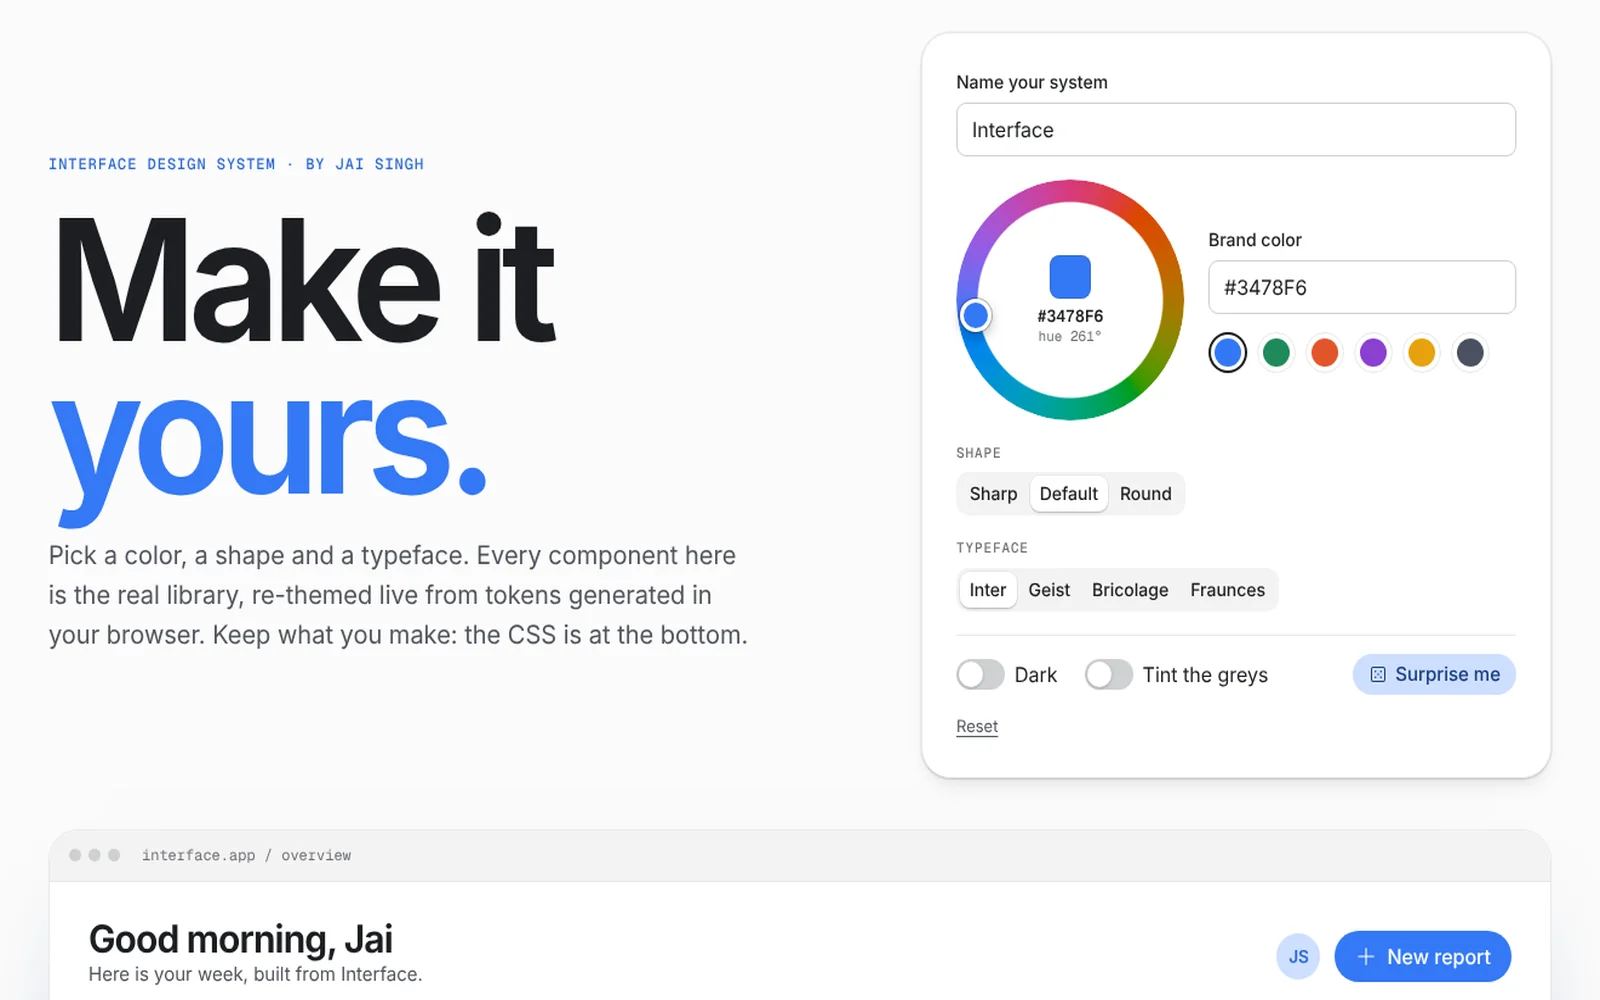 INTERFACE DESIGN SYSTEM · BY JAI SINGH
Make it
yours.
Pick a color, a shape and a typeface. Every component here
is the real library, re-themed live from tokens generated in
your browser. Keep what you make: the CSS is at the bottom.
Name your system
Interface
#3478F6
hue 261°
Brand color
#3478F6
SHAPE
Sharp Default Round
TYPEFACE
Inter Geist Bricolage Fraunces
Dark Tint the greys Surprise me
Reset
interface.app / overview
Good morning, Jai
Here is your week, built from Interface.
JS + New report